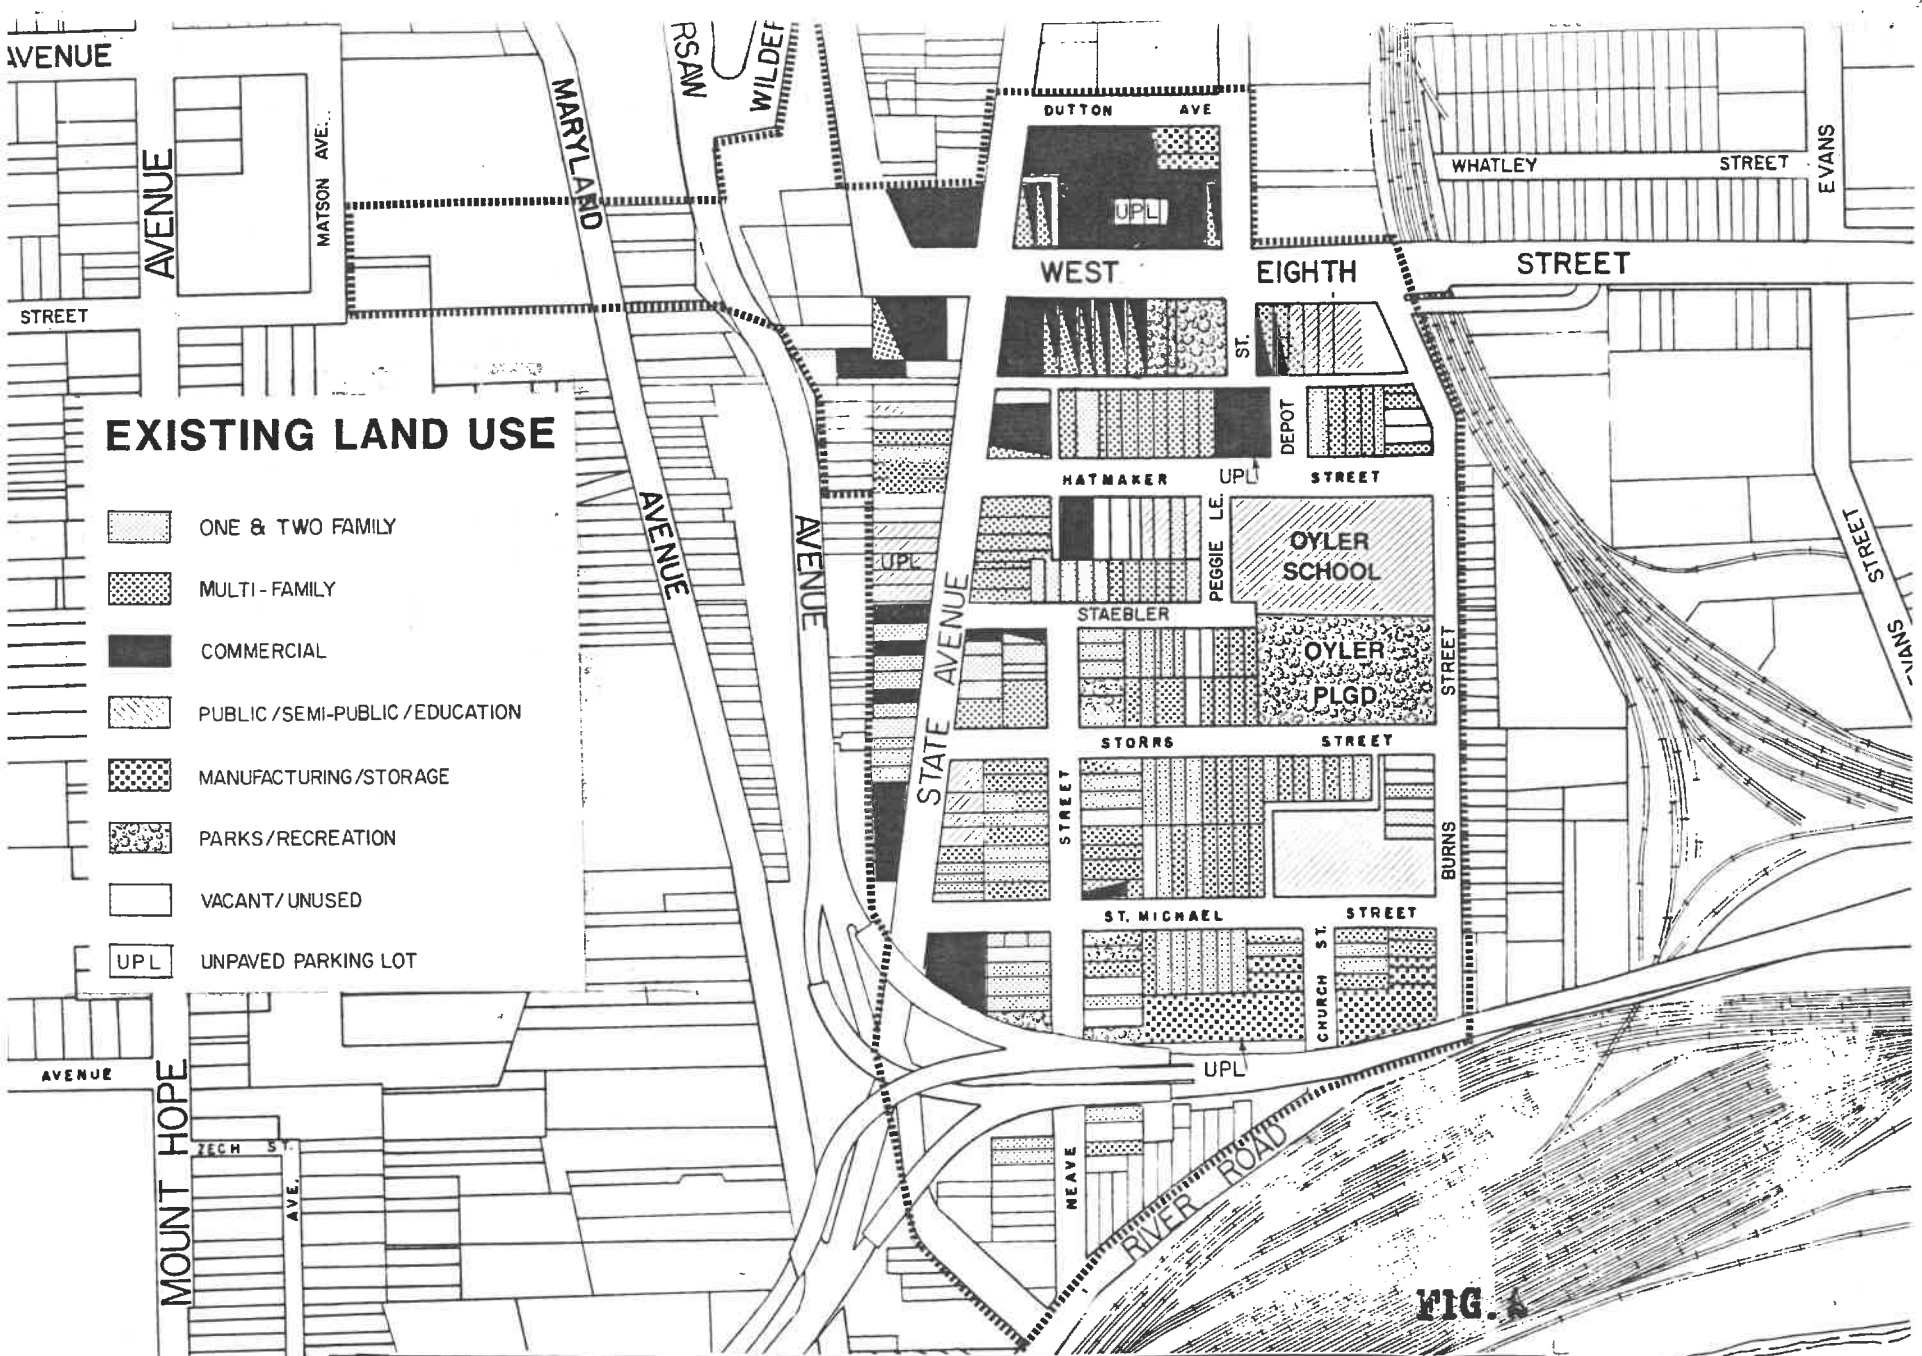 AVENUE
RSAW
WILDER
MARYLAND
AVENUE
MATSON AVE.
DUTTON AVE
WHATLEY STREET
EVANS
UPL
WEST EIGHTH STREET
STREET
ST.
DEPOT
EXISTING LAND USE
ONE & TWO FAMILY
MULTI-FAMILY
COMMERCIAL
PUBLIC/SEMI-PUBLIC/EDUCATION
MANUFACTURING/STORAGE
PARKS/RECREATION
VACANT/UNUSED
UPL UNPAVED PARKING LOT
HATMAKER STREET
UPL
AVENUE
AVENUE
UPL
PEGGIE LE.
OYLER
SCHOOL
STREET
EVANS
STAEBLER
STATE AVENUE
OYLER
PLGD
STREET
BURNS
STORRS STREET
STREET
ST. MICHAEL STREET
CHURCH ST.
UPL
AVENUE
MOUNT HOPE
ZECH ST.
AVE.
NEAVE
RIVER ROAD
FIG.